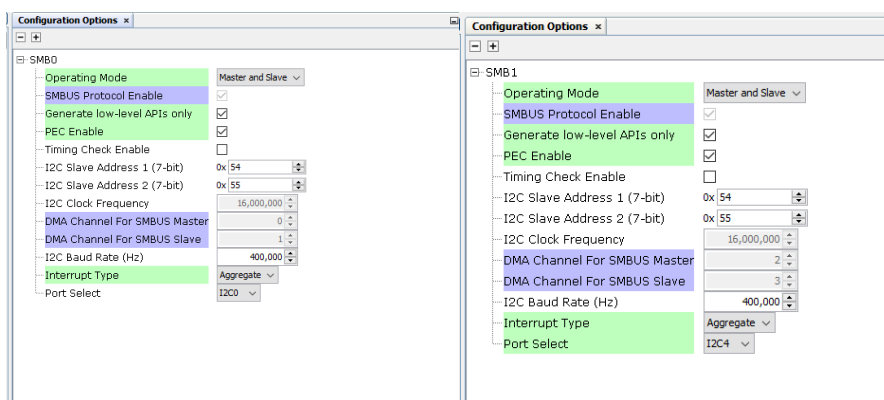 Configuration Options ×
SMB0
Operating Mode Master and Slave
SMBUS Protocol Enable
Generate low-level APIs only
PEC Enable
Timing Check Enable
I2C Slave Address 1 (7-bit) 0x 54
I2C Slave Address 2 (7-bit) 0x 55
I2C Clock Frequency 16,000,000
DMA Channel For SMBUS Master 0
DMA Channel For SMBUS Slave 1
I2C Baud Rate (Hz) 400,000
Interrupt Type Aggregate
Port Select I2C0
Configuration Options ×
SMB1
Operating Mode Master and Slave
SMBUS Protocol Enable
Generate low-level APIs only
PEC Enable
Timing Check Enable
I2C Slave Address 1 (7-bit) 0x 54
I2C Slave Address 2 (7-bit) 0x 55
I2C Clock Frequency 16,000,000
DMA Channel For SMBUS Master 2
DMA Channel For SMBUS Slave 3
I2C Baud Rate (Hz) 400,000
Interrupt Type Aggregate
Port Select I2C4